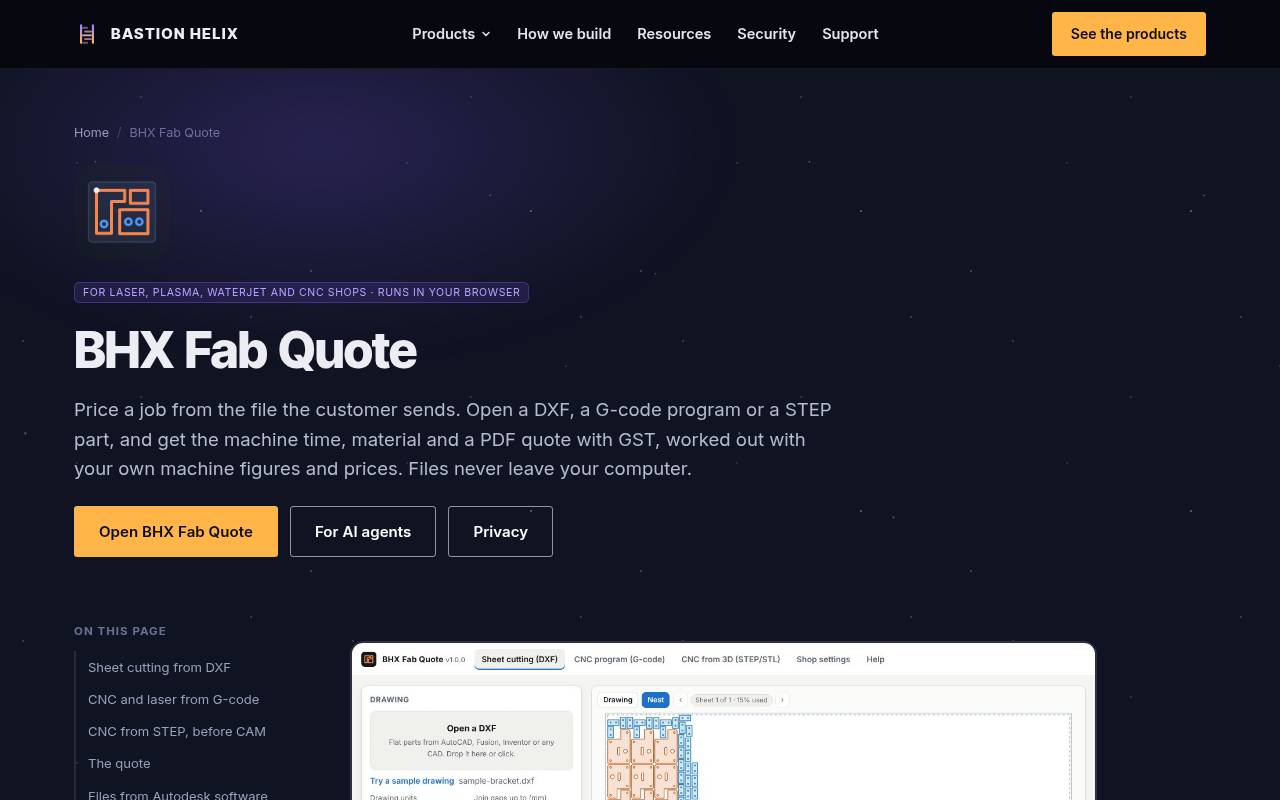 BASTION HELIX
Products
How we build
Resources
Security
Support
See the products
Home / BHX Fab Quote
FOR LASER, PLASMA, WATERJET AND CNC SHOPS · RUNS IN YOUR BROWSER
BHX Fab Quote
Price a job from the file the customer sends. Open a DXF, a G-code program or a STEP
part, and get the machine time, material and a PDF quote with GST, worked out with
your own machine figures and prices. Files never leave your computer.
Open BHX Fab Quote
For AI agents
Privacy
ON THIS PAGE
Sheet cutting from DXF
CNC and laser from G-code
CNC from STEP, before CAM
The quote
Files from Autodesk software
BHX Fab Quote v1.0.0
Sheet cutting (DXF)
CNC program (G-code)
CNC from 3D (STEP/STL)
Shop settings
Help
DRAWING
Open a DXF
Flat parts from AutoCAD, Fusion, Inventor or any
CAD. Drop it here or click.
Try a sample drawing sample-bracket.dxf
Drawing units
Join gaps up to (mm)
Drawing
Nest
‹
Sheet 1 of 1 · 15% used
›